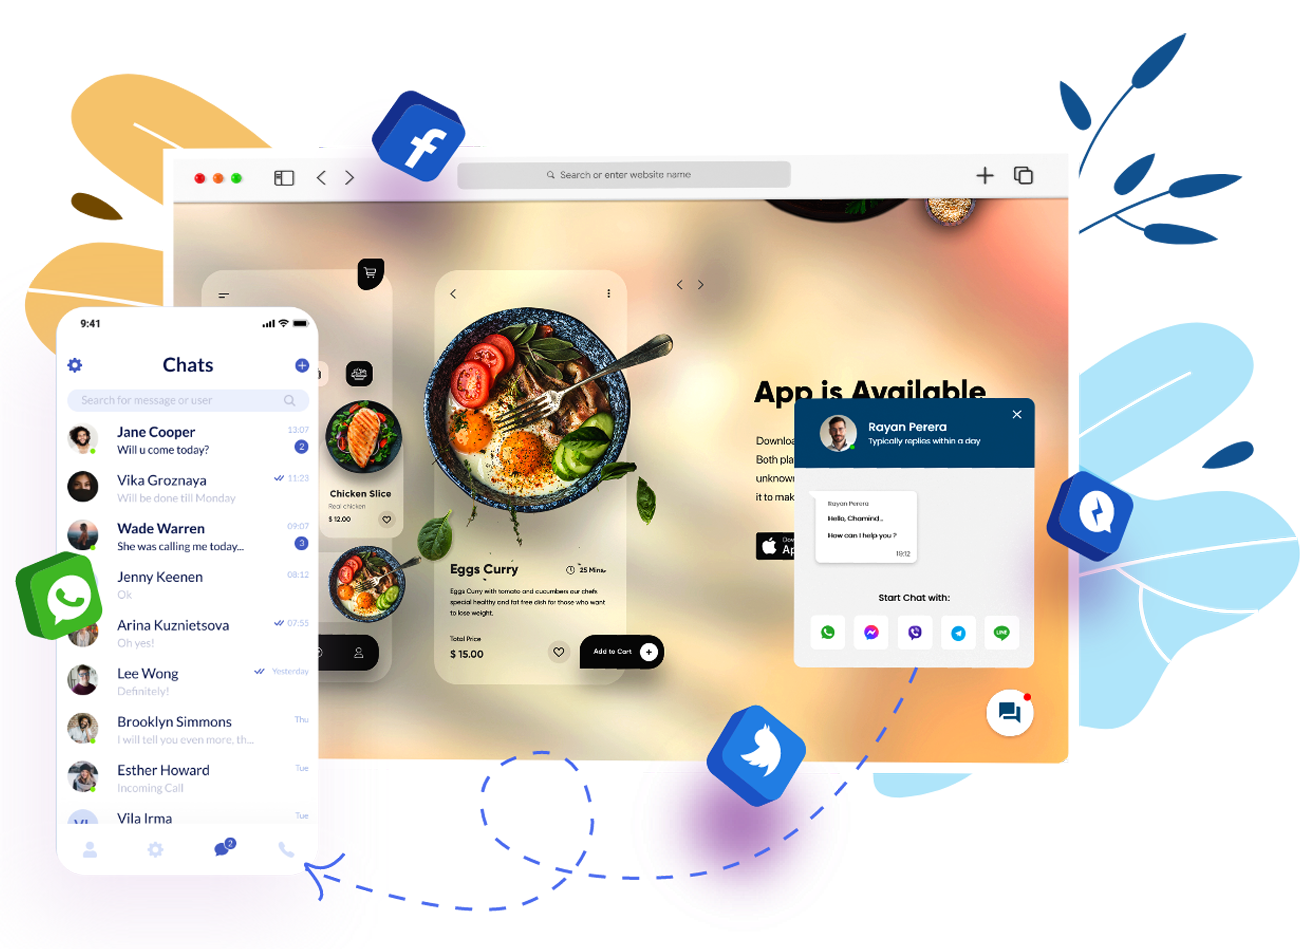 Search or enter website name
9:41
Chats
Search for message or user
Jane Cooper
13:07
Will u come today?
2
Vika Groznaya
11:23
Will be done till Monday
Wade Warren
09:07
She was calling me today...
3
Jenny Keenen
08:12
Ok
Arina Kuznietsova
07:55
Oh yes!
Lee Wong
Yesterday
Definitely!
Brooklyn Simmons
Thu
I will tell you even more, th...
Esther Howard
Tue
Incoming Call
Vila Irma
Tue
2
Chicken Slice
Real chicken
$ 12.00
Eggs Curry
25 Mins
Eggs Curry with tomato and cucumbers our chefs
special healthy and fat free dish for those who want
to lose weight.
Total Price
$ 15.00
Add to Cart
App is Available
Both
it to
Rayan Perera
Typically replies within a day
Rayan Perera
Hello, Chamind..
How can I help you ?
19:12
Start Chat with:
LINE